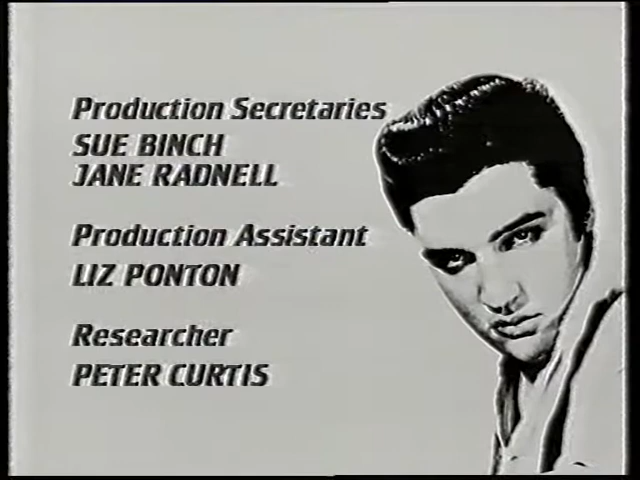 Production Secretaries
SUE BINCH
JANE RADNELL
Production Assistant
LIZ PONTON
Researcher
PETER CURTIS